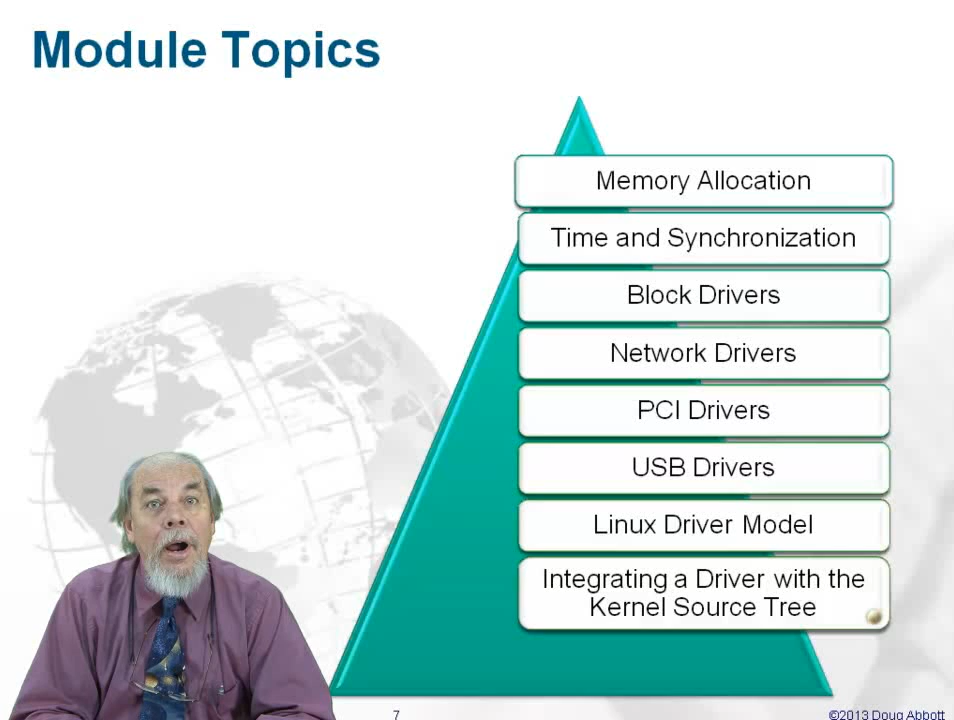 Module Topics
Memory Allocation
Time and Synchronization
Block Drivers
Network Drivers
PCI Drivers
USB Drivers
Linux Driver Model
Integrating a Driver with the
Kernel Source Tree
7
©2013 Doug Abbott